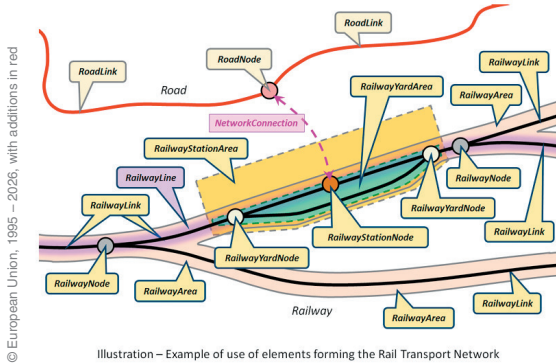 © European Union, 1995 – 2026, with additions in red
RoadLink
RoadLink
RoadNode
Road
RailwayLink
RailwayYardArea
RailwayArea
NetworkConnection
RailwayStationArea
RailwayLine
RailwayLink
RailwayNode
RailwayYardNode
RailwayLink
RailwayStationNode
RailwayYardNode
RailwayNode
RailwayArea
Railway
RailwayLink
RailwayArea
Illustration – Example of use of elements forming the Rail Transport Network